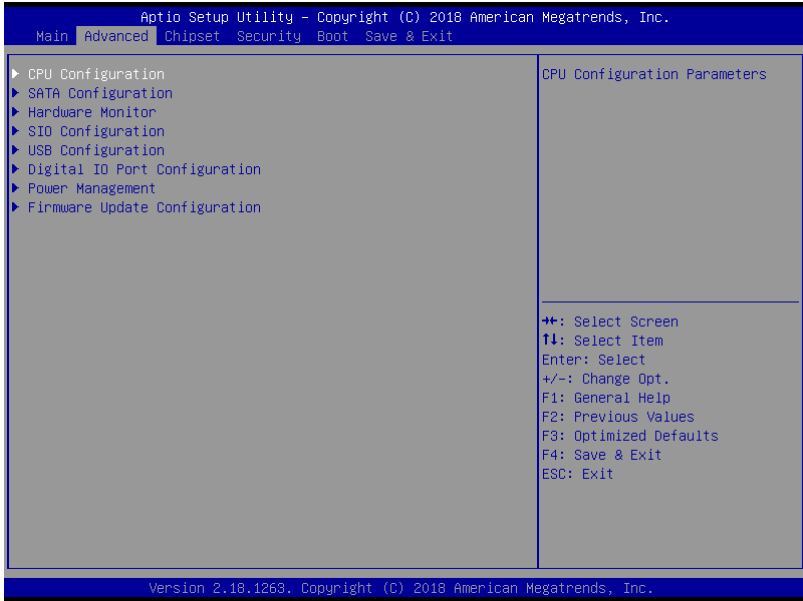 Aptio Setup Utility – Copyright (C) 2018 American Megatrends, Inc.
Main Advanced Chipset Security Boot Save & Exit
CPU Configuration
SATA Configuration
Hardware Monitor
SIO Configuration
USB Configuration
Digital IO Port Configuration
Power Management
Firmware Update Configuration
CPU Configuration Parameters
→←: Select Screen
↑↓: Select Item
Enter: Select
+/-: Change Opt.
F1: General Help
F2: Previous Values
F3: Optimized Defaults
F4: Save & Exit
ESC: Exit
Version 2.18.1263. Copyright (C) 2018 American Megatrends, Inc.